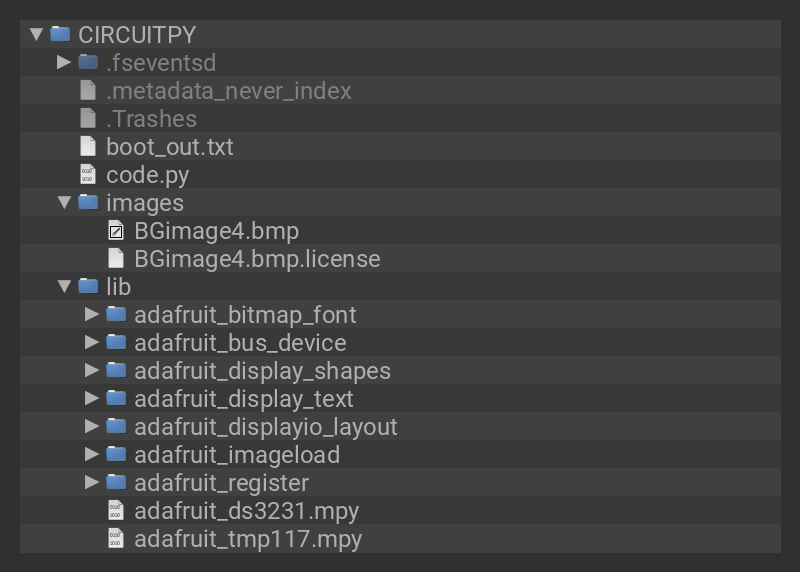 CIRCUITPY
.fseventsd
.metadata_never_index
.Trashes
boot_out.txt
code.py
images
BGimage4.bmp
BGimage4.bmp.license
lib
adafruit_bitmap_font
adafruit_bus_device
adafruit_display_shapes
adafruit_display_text
adafruit_displayio_layout
adafruit_imageload
adafruit_register
adafruit_ds3231.mpy
adafruit_tmp117.mpy